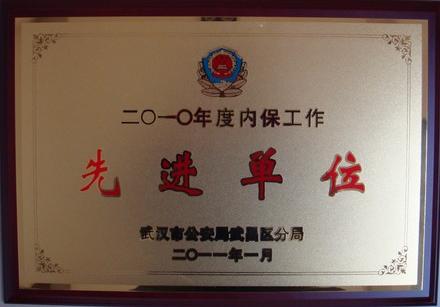 二〇一〇年度内保工作
先进单位
武汉市公安局武昌区分局
二〇一一年一月